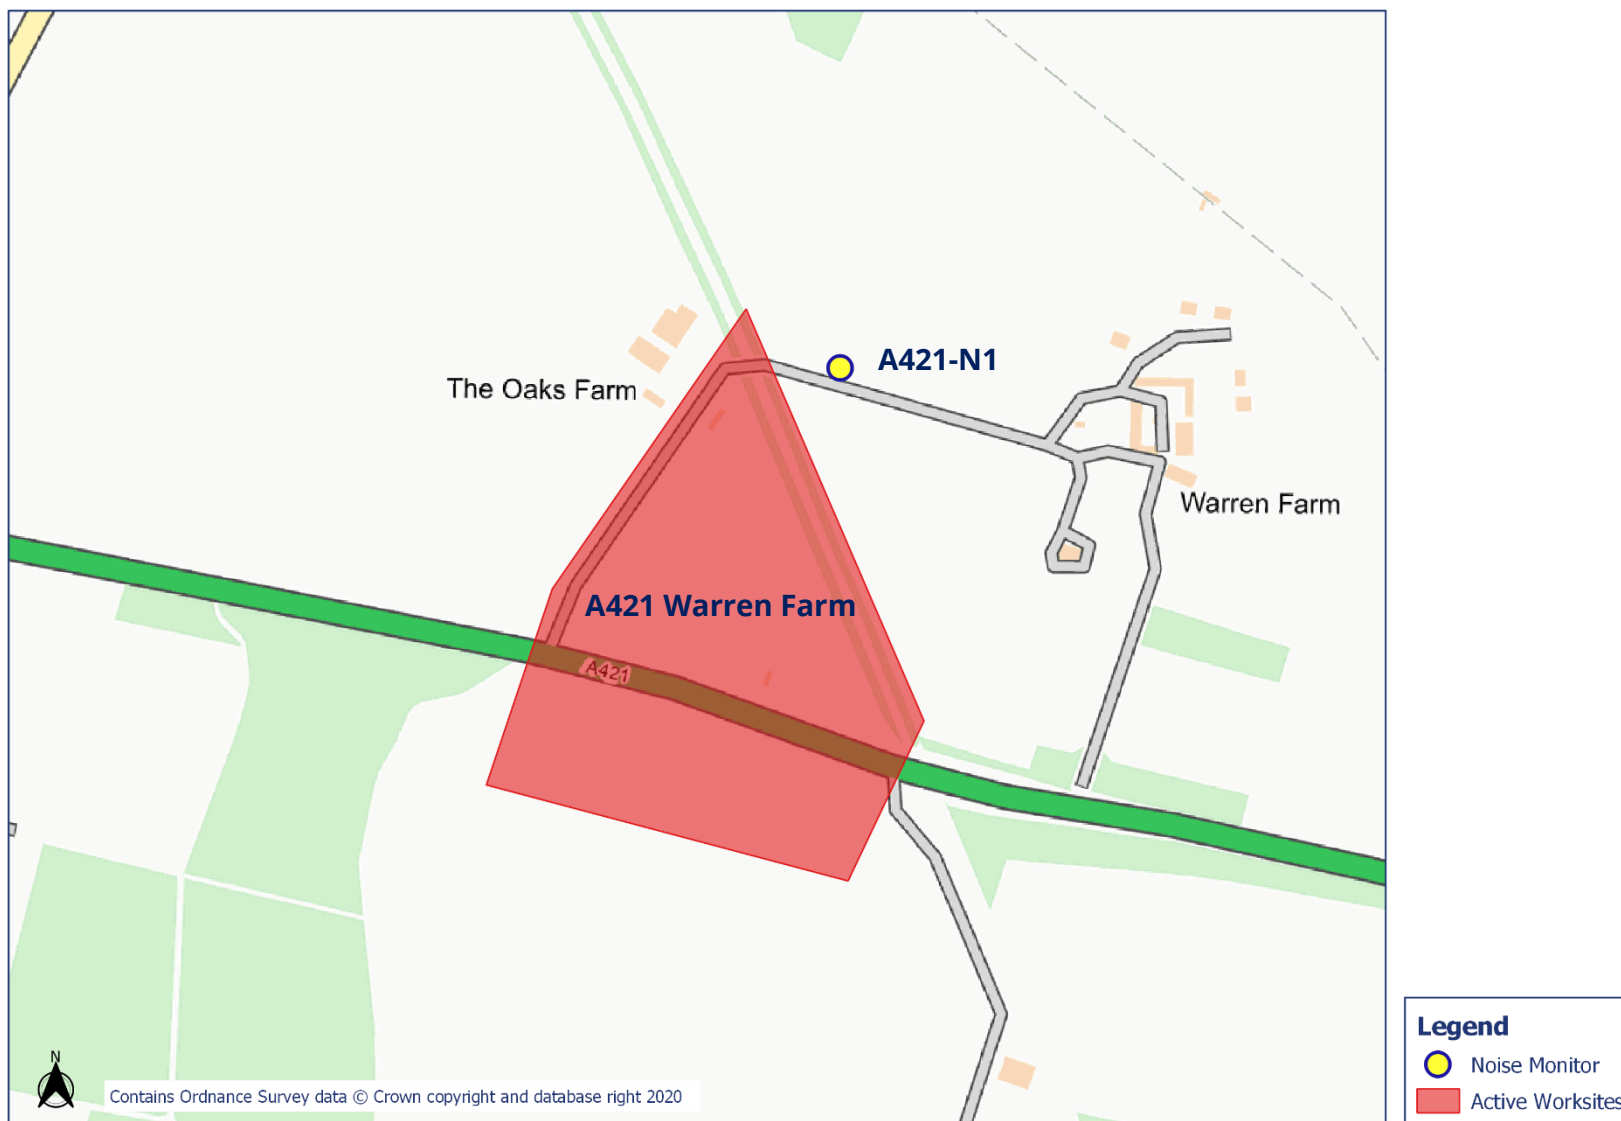 A421-N1
The Oaks Farm
Warren Farm
A421 Warren Farm
A421
N
Contains Ordnance Survey data © Crown copyright and database right 2020
Legend
Noise Monitor
Active Worksites